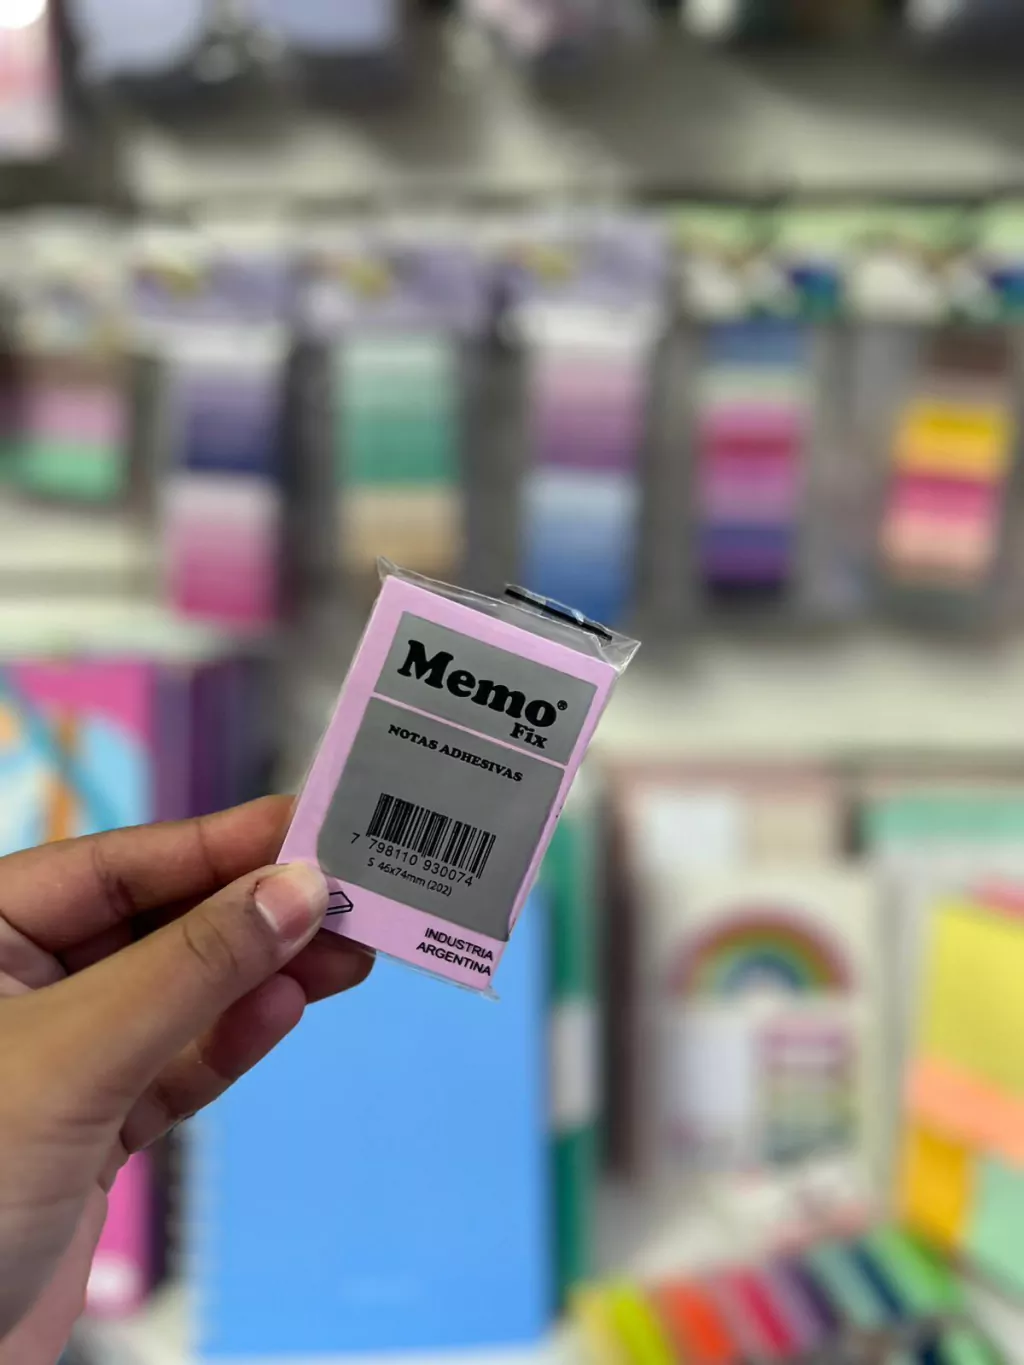 Memo®
Fix
NOTAS ADHESIVAS
7 798110 930074
S 46x74mm (202)
INDUSTRIA
ARGENTINA